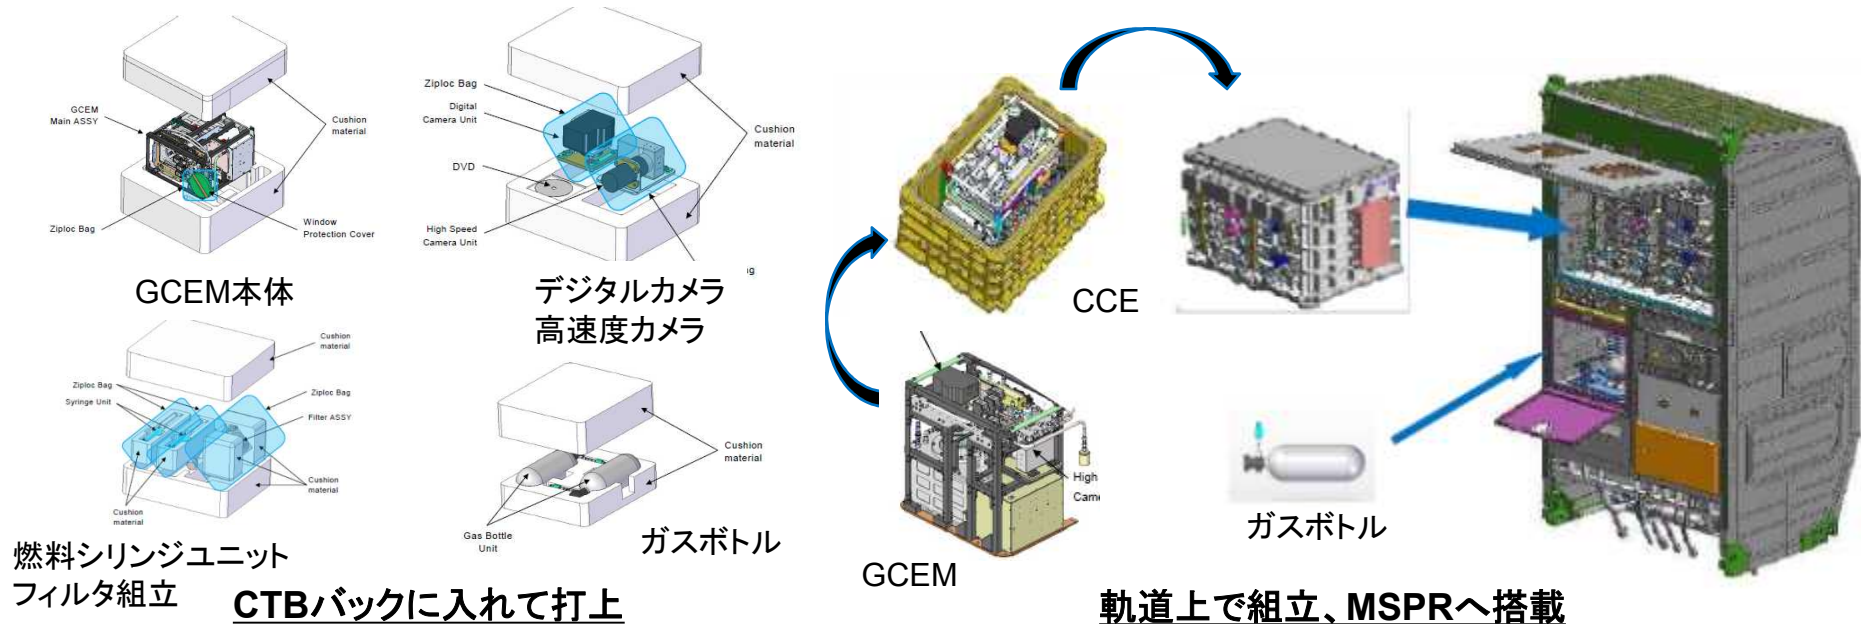 GCEM
Main ASSY
Cushion
material
Ziploc Bag
Window
Protection Cover
GCEM本体
Ziploc Bag
Digital
Camera Unit
DVD
Cushion
material
High Speed
Camera Unit
デジタルカメラ
高速度カメラ
Cushion
material
Ziploc Bag
Syringe Unit
Ziploc Bag
Filter ASSY
Cushion
material
Cushion
material
燃料シリンジユニット
フィルタ組立
Cushion
material
Gas Bottle
Unit
ガスボトル
CTBバックに入れて打上
CCE
High
GCEM
ガスボトル
軌道上で組立、MSPRへ搭載